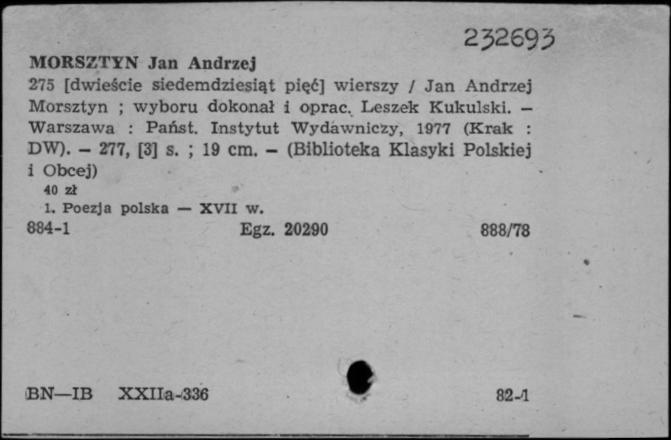 232693
MORSZTYN Jan Andrzej
275 [dwieście siedemdziesiąt pięć] wierszy / Jan Andrzej
Morsztyn ; wyboru dokonał i oprac. Leszek Kukulski. —
Warszawa : Państ. Instytut Wydawniczy, 1977 (Krak :
DW). — 277, [3] s. ; 19 cm. — (Biblioteka Klasyki Polskiej
i Obcej)
40 zł
1. Poezja polska — XVII w.
884-1 Egz. 20290 888/78
BN—IB XXIIa-336 82-1